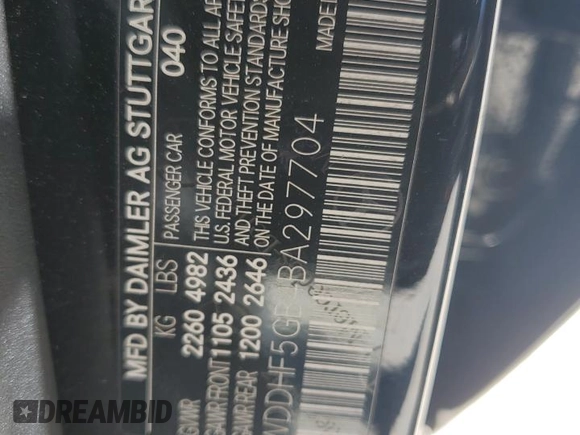 MFD BY DAIMLER AG STUTTGAR
PASSENGER CAR 040
KG LBS
GVWR 2260 4982
GAWR FRONT 1105 2436
GAWR REAR 1200 2646
THIS VEHICLE CONFORMS TO ALL AP
U.S. FEDERAL MOTOR VEHICLE SAFE
AND THEFT PREVENTION STANDARDS
ON THE DATE OF MANUFACTURE SHO
MADE
WDDHF5GB BA297704
DREAMBID